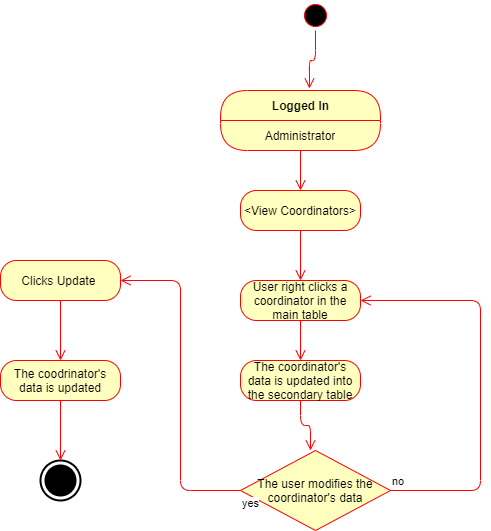 Logged In
Administrator
<View Coordinators>
User right clicks a
coordinator in the
main table
Clicks Update
The coordinator's
data is updated into
the secondary table
The coodrinator's
data is updated
The user modifies the
coordinator's data
no
yes